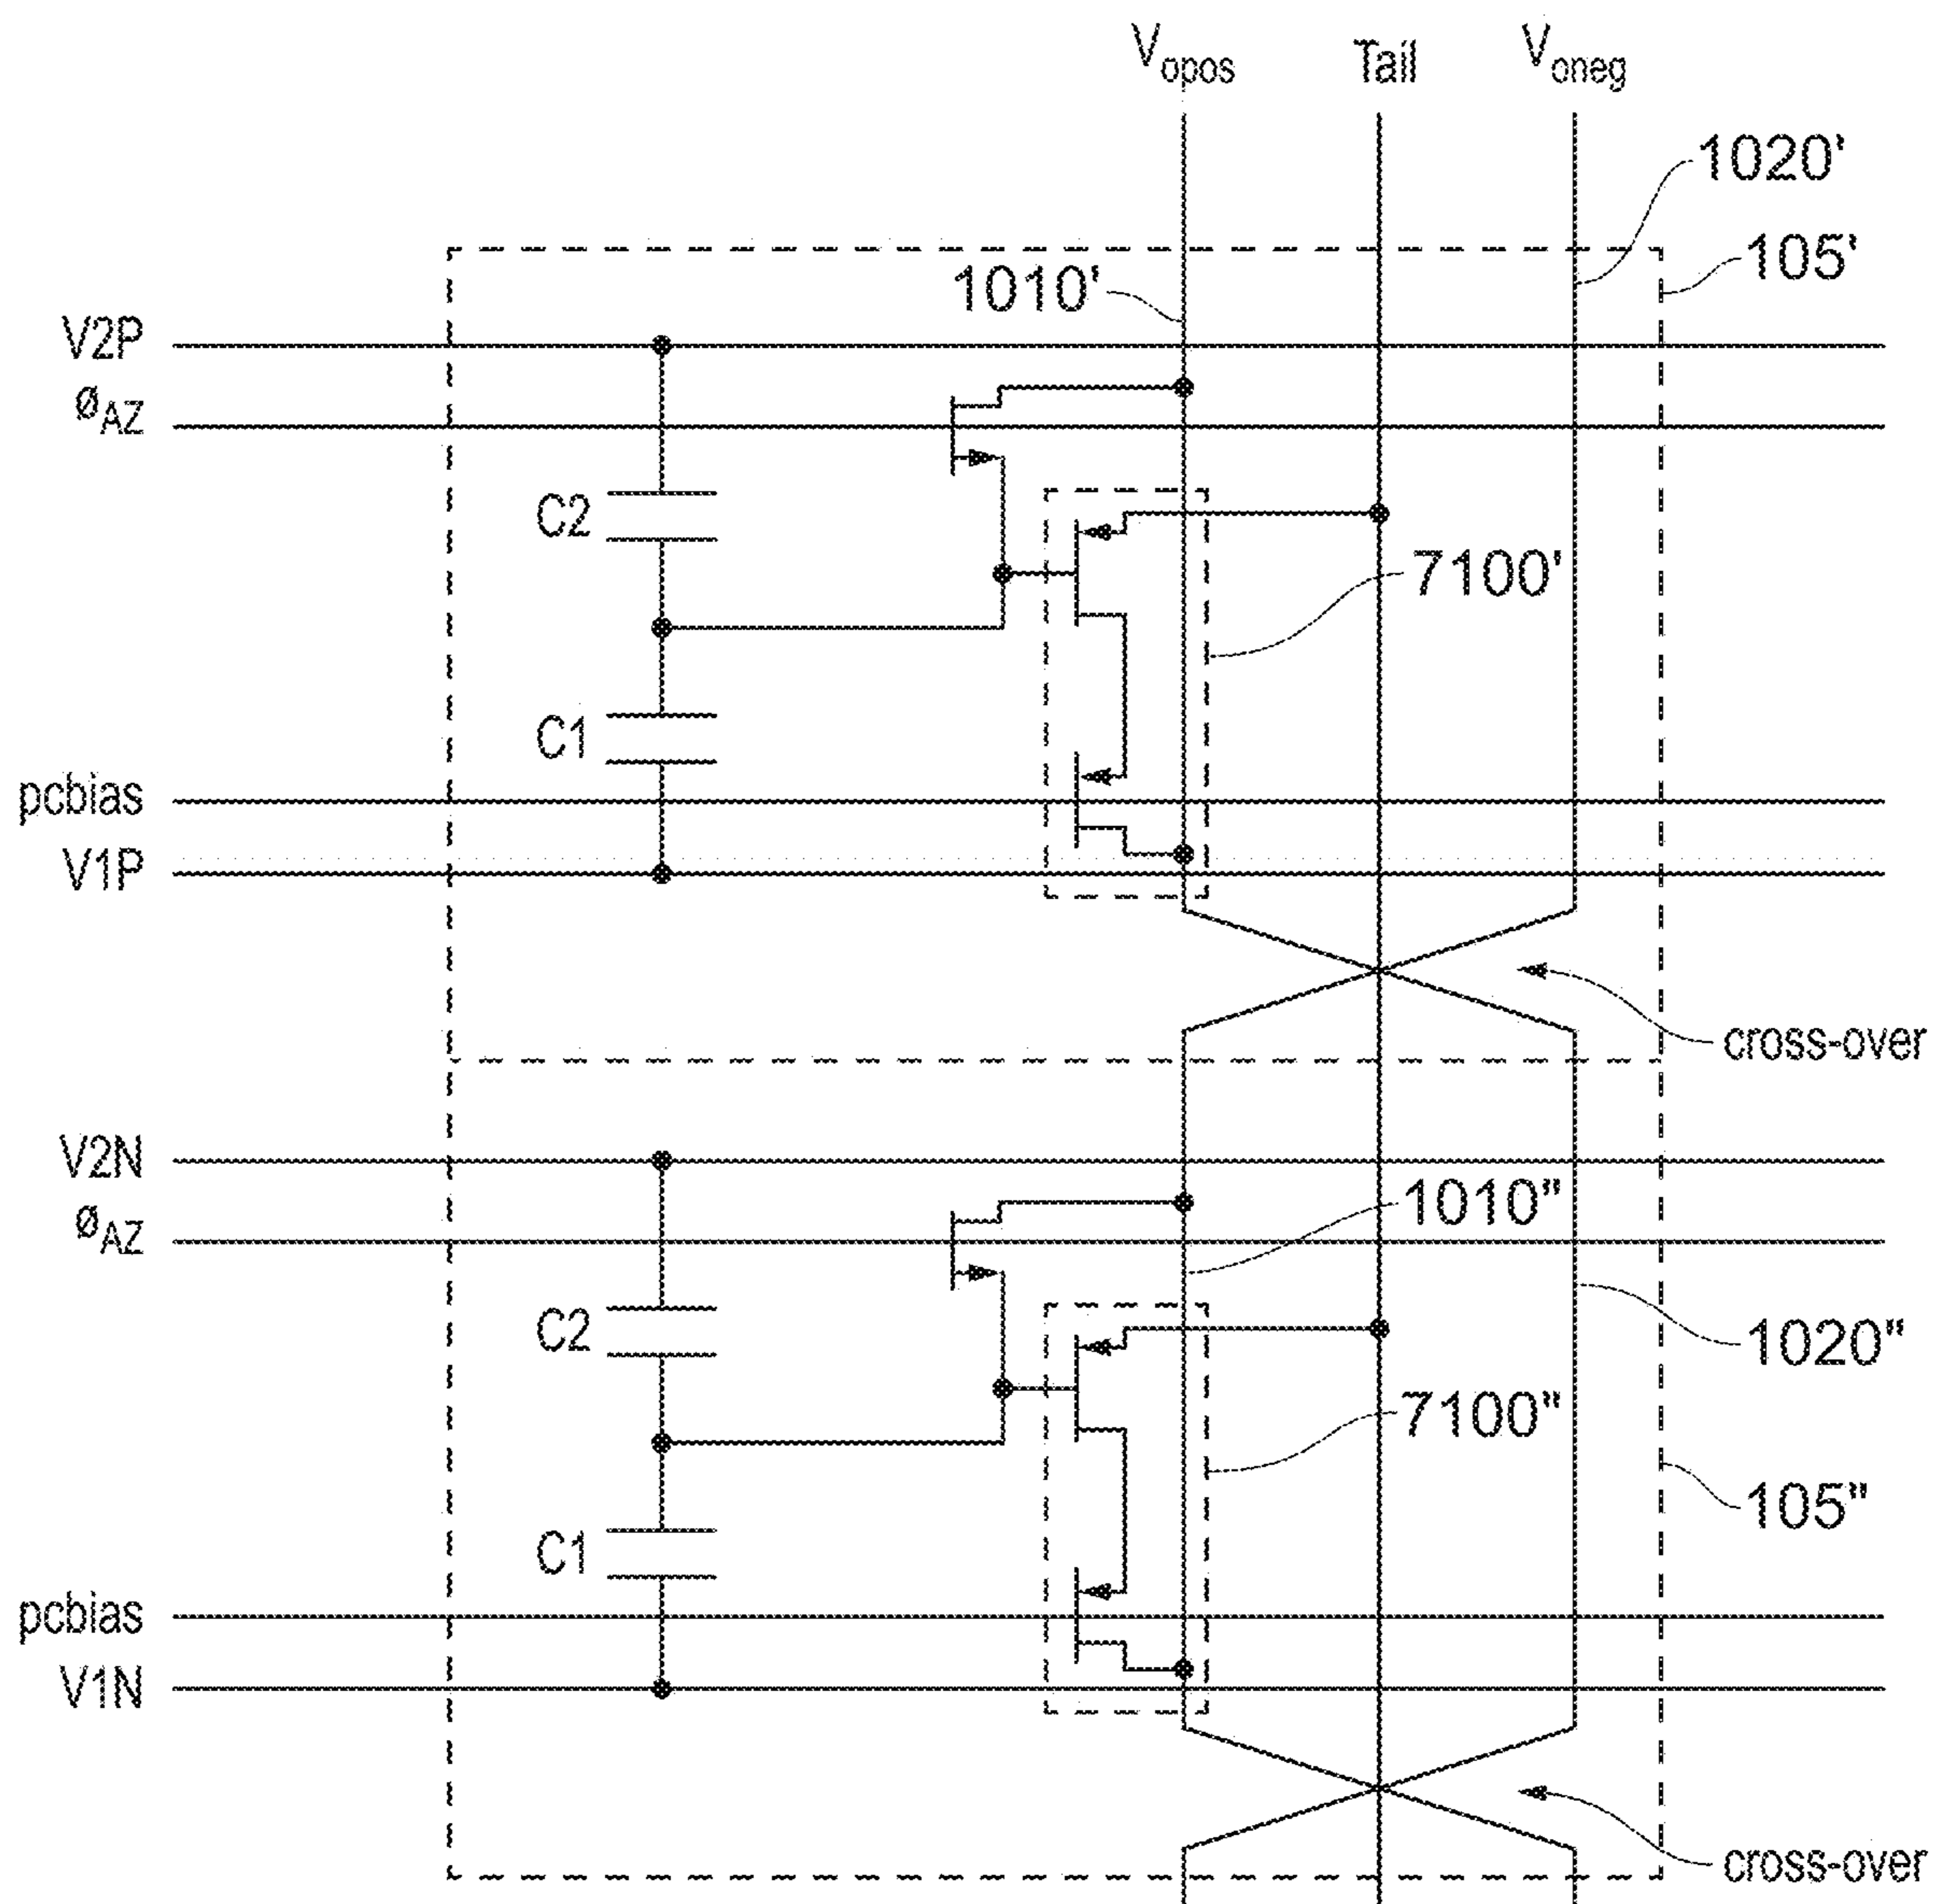 Vopos Tail Voneg
1020'
105'
1010'
V2P
øAZ
C2
7100'
C1
pcbias
V1P
cross-over
V2N
1010"
øAZ
C2
1020"
7100"
105"
C1
pcbias
V1N
cross-over